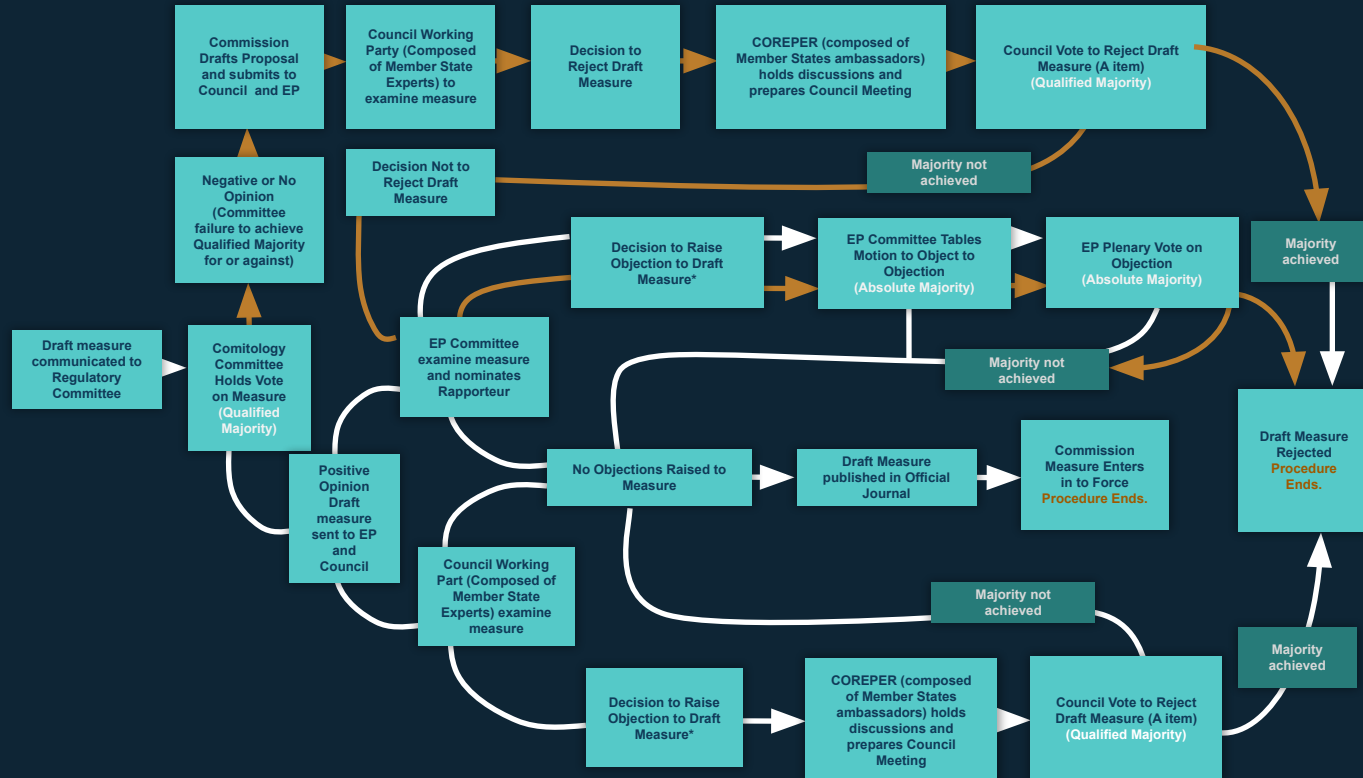 Commission
Drafts Proposal
and submits to
Council and EP
Council Working
Party (Composed
of Member State
Experts) to
examine measure
Decision to
Reject Draft
Measure
COREPER (composed of
Member States ambassadors)
holds discussions and
prepares Council Meeting
Council Vote to Reject Draft
Measure (A item)
(Qualified Majority)
Negative or No
Opinion
(Committee
failure to achieve
Qualified Majority
for or against)
Decision Not to
Reject Draft
Measure
Majority not
achieved
Decision to Raise
Objection to Draft
Measure*
EP Committee Tables
Motion to Object to
Objection
(Absolute Majority)
EP Plenary Vote on
Objection
(Absolute Majority)
Majority
achieved
Draft measure
communicated to
Regulatory
Committee
Comitology
Committee
Holds Vote
on Measure
(Qualified
Majority)
EP Committee
examine measure
and nominates
Rapporteur
Majority not
achieved
Positive
Opinion
Draft
measure
sent to EP
and
Council
No Objections Raised to
Measure
Draft Measure
published in Official
Journal
Commission
Measure Enters
in to Force
Procedure Ends.
Draft Measure
Rejected
Procedure
Ends.
Council Working
Part (Composed of
Member State
Experts) examine
measure
Majority not
achieved
Majority
achieved
Decision to Raise
Objection to Draft
Measure*
COREPER (composed
of Member States
ambassadors) holds
discussions and
prepares Council
Meeting
Council Vote to Reject
Draft Measure (A item)
(Qualified Majority)